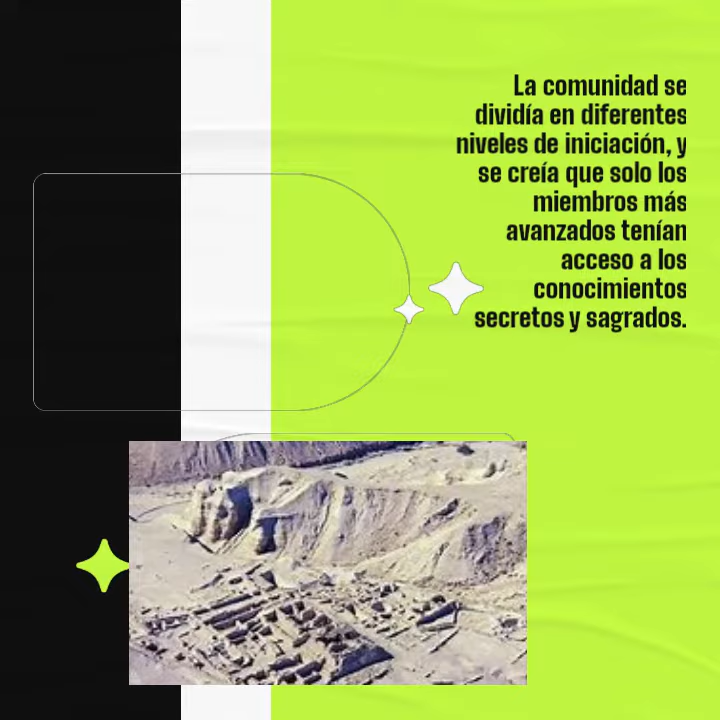 La comunidad se
dividía en diferentes
niveles de iniciación, y
se creía que solo los
miembros más
avanzados tenían
acceso a los
conocimientos
secretos y sagrados.